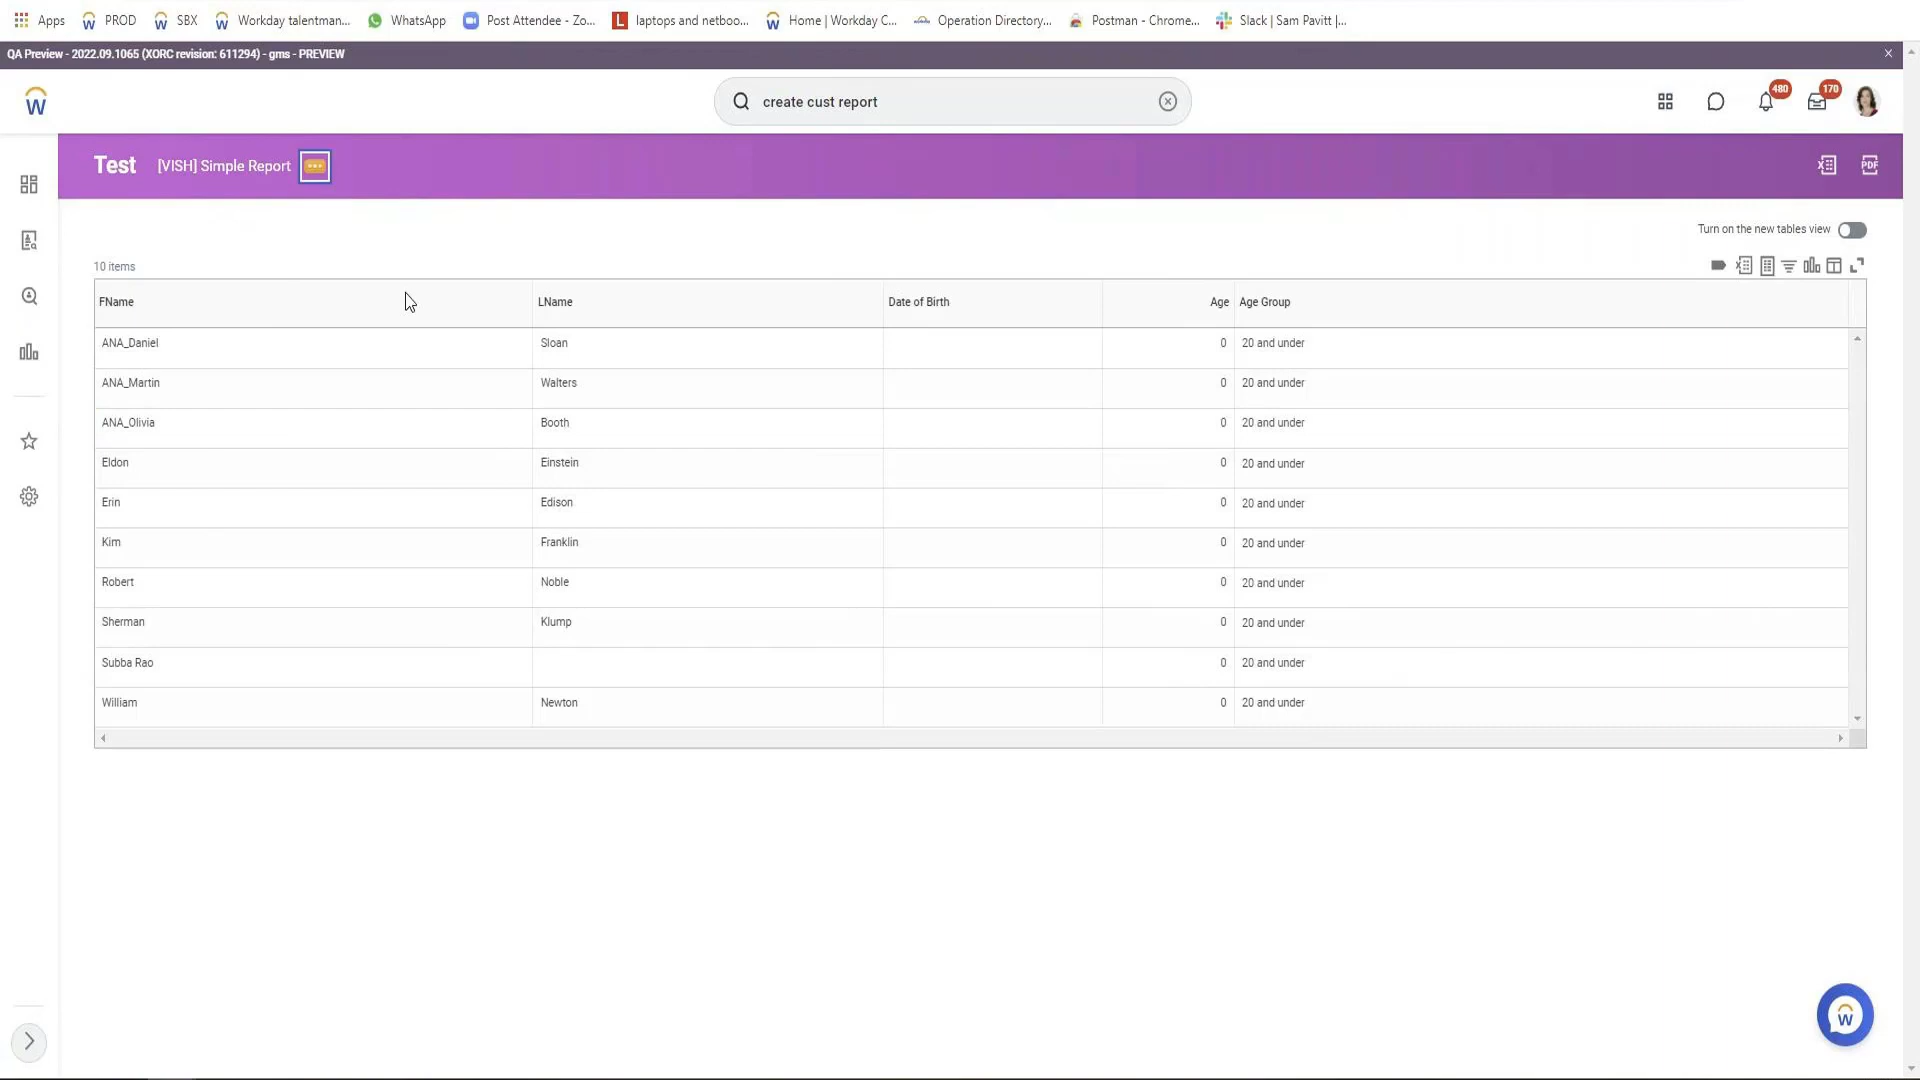 Apps PROD SBX Workday talentman... WhatsApp Post Attendee - Zo... L laptops and netboo... Home | Workday C... Operation Directory... Postman - Chrome... Slack | Sam Pavitt |...
QA Preview - 2022.09.1065 (XORC revision: 611294) - gms - PREVIEW
W create cust report 480 170
Test [VISH] Simple Report PDF
Turn on the new tables view
10 items
FName LName Date of Birth Age Age Group
ANA_Daniel Sloan 0 20 and under
ANA_Martin Walters 0 20 and under
ANA_Olivia Booth 0 20 and under
Eldon Einstein 0 20 and under
Erin Edison 0 20 and under
Kim Franklin 0 20 and under
Robert Noble 0 20 and under
Sherman Klump 0 20 and under
Subba Rao 0 20 and under
William Newton 0 20 and under
W